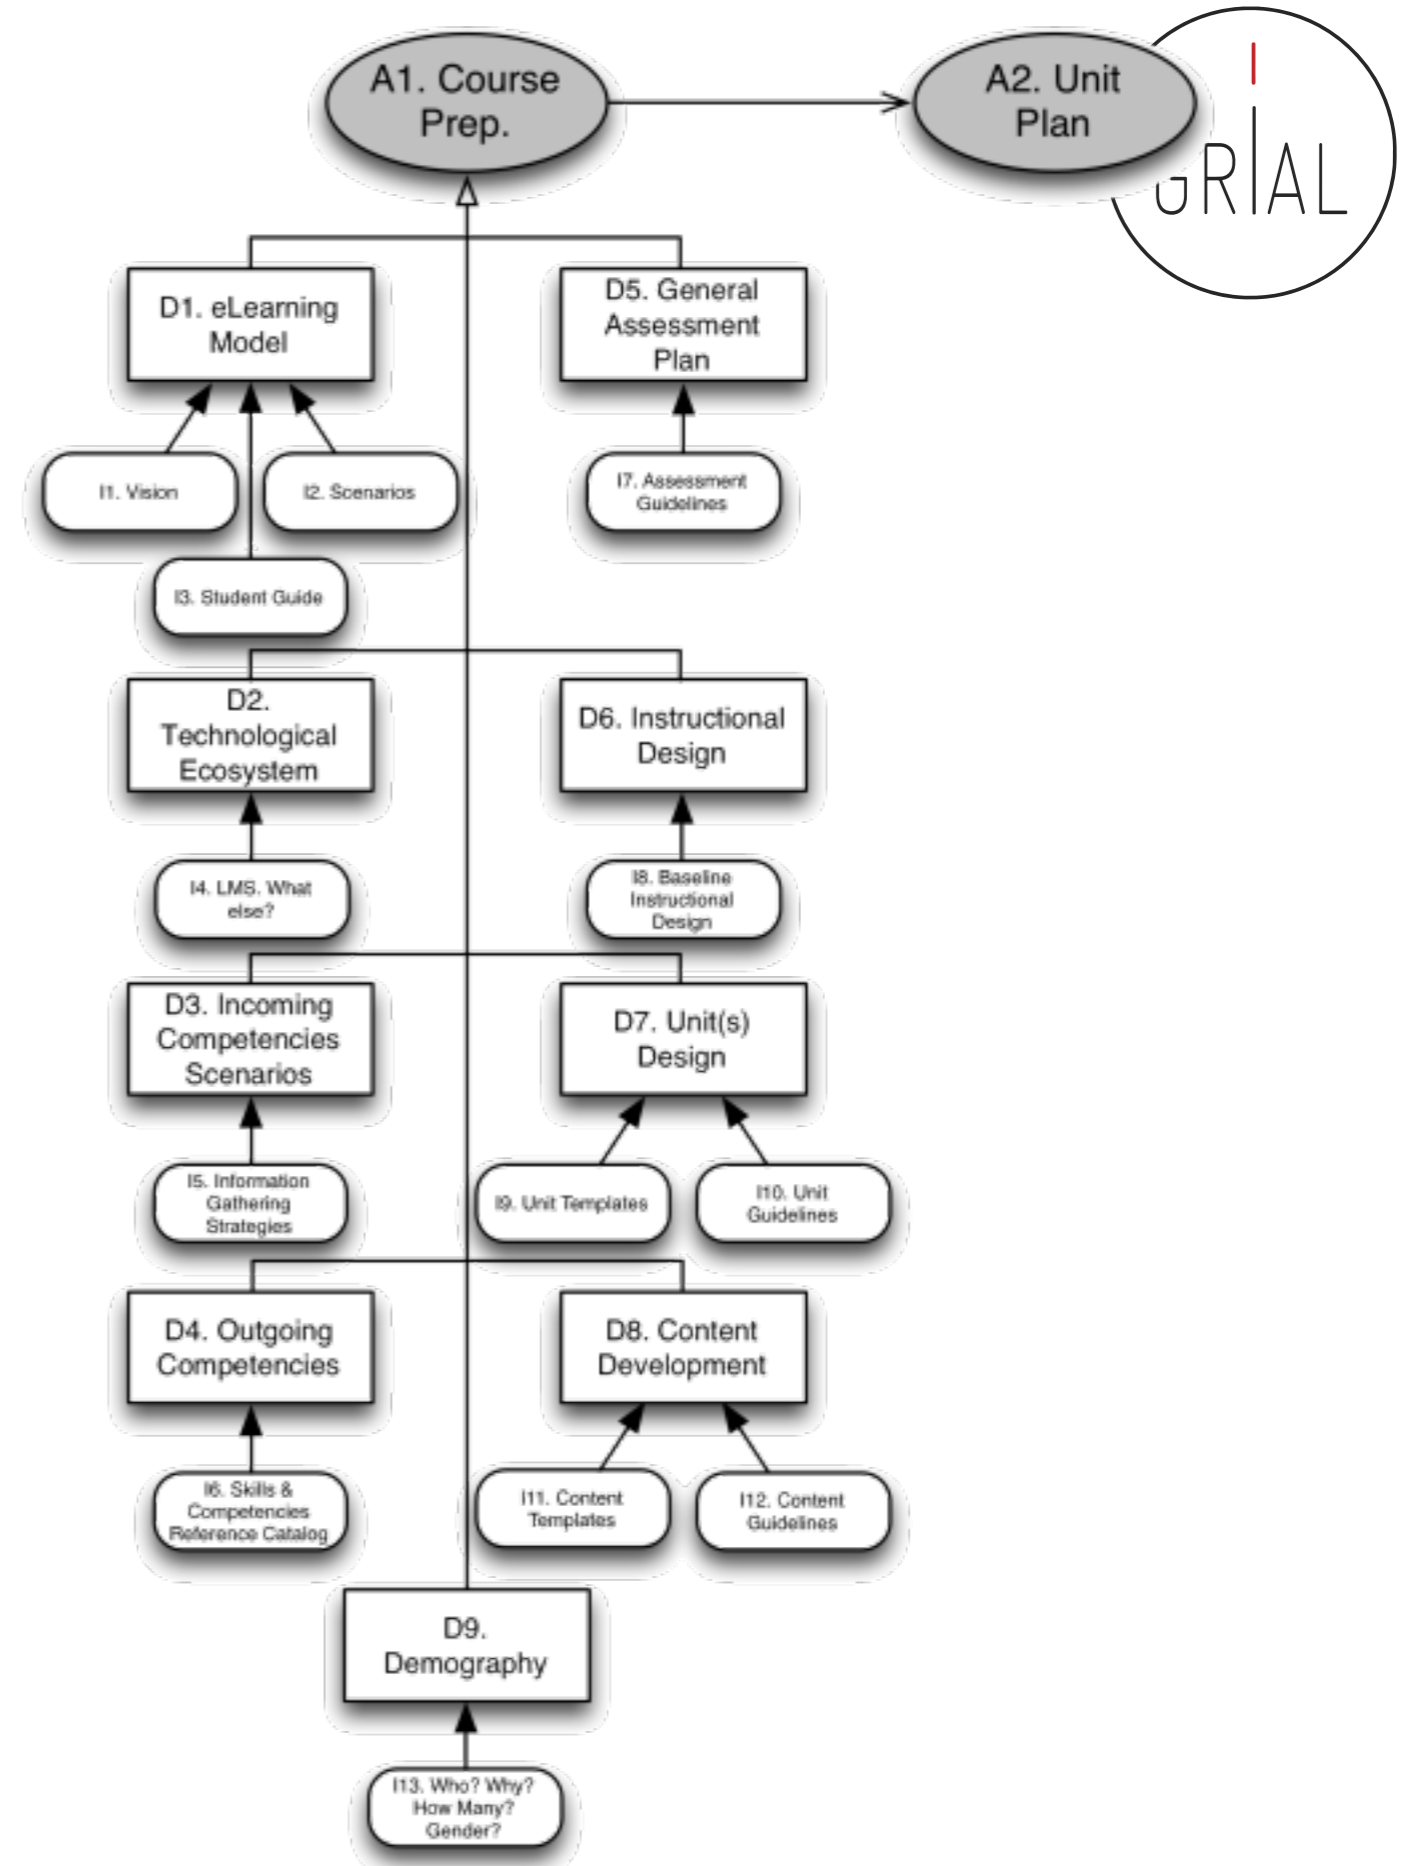 A1. Course
Prep.
A2. Unit
Plan
GRIAL
D1. eLearning
Model
D5. General
Assessment
Plan
I1. Vision
I2. Scenarios
I7. Assessment
Guidelines
I3. Student Guide
D2.
Technological
Ecosystem
D6. Instructional
Design
I4. LMS. What
else?
I8. Baseline
Instructional
Design
D3. Incoming
Competencies
Scenarios
D7. Unit(s)
Design
I5. Information
Gathering
Strategies
I9. Unit Templates
I10. Unit
Guidelines
D4. Outgoing
Competencies
D8. Content
Development
I6. Skills &
Competencies
Reference Catalog
I11. Content
Templates
I12. Content
Guidelines
D9.
Demography
I13. Who? Why?
How Many?
Gender?